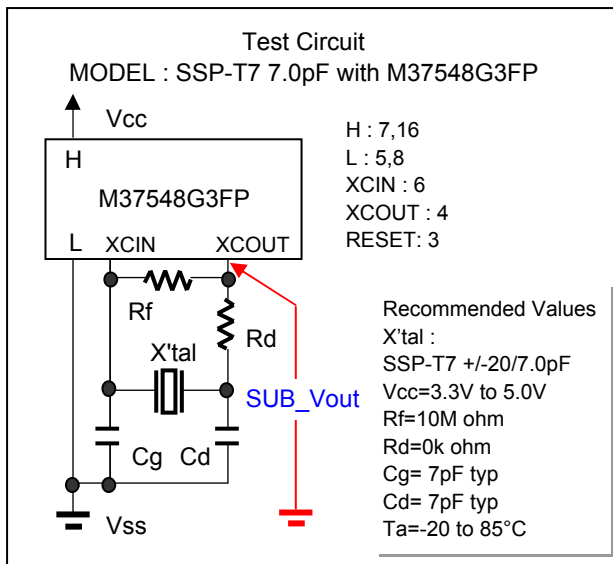 Test Circuit
MODEL : SSP-T7 7.0pF with M37548G3FP
Vcc
H
M37548G3FP
L XCIN XCOUT
H : 7,16
L : 5,8
XCIN : 6
XCOUT : 4
RESET: 3
Rf
Rd
X'tal
SUB_Vout
Cg Cd
Vss
Recommended Values
X'tal :
SSP-T7 +/-20/7.0pF
Vcc=3.3V to 5.0V
Rf=10M ohm
Rd=0k ohm
Cg= 7pF typ
Cd= 7pF typ
Ta=-20 to 85°C